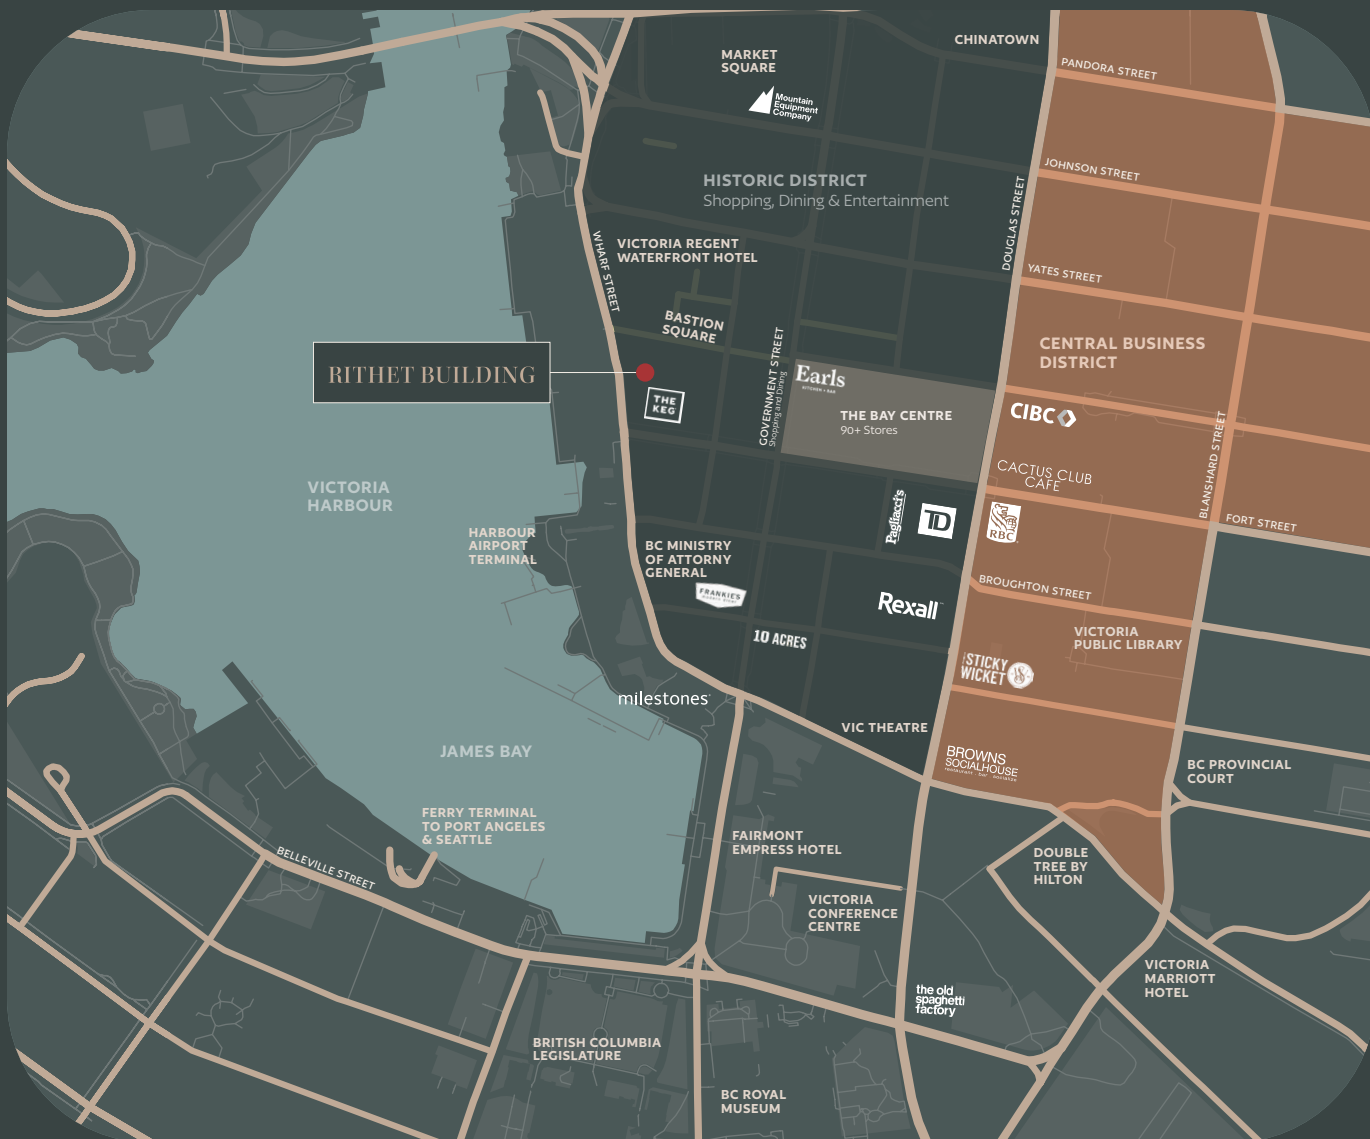 CHINATOWN
MARKET
SQUARE
PANDORA STREET
Mountain
Equipment
Company
JOHNSON STREET
HISTORIC DISTRICT
Shopping, Dining & Entertainment
DOUGLAS STREET
WHARF STREET
VICTORIA REGENT
WATERFRONT HOTEL
YATES STREET
BASTION
SQUARE
CENTRAL BUSINESS
DISTRICT
RITHET BUILDING
GOVERNMENT STREET
Shopping and Dining
Earls
KITCHEN + BAR
THE
KEG
THE BAY CENTRE
90+ Stores
CIBC
BLANSHARD STREET
CACTUS CLUB
CAFE
VICTORIA
HARBOUR
Pagliacci's
TD
RBC
FORT STREET
HARBOUR
AIRPORT
TERMINAL
BC MINISTRY
OF ATTORNY
GENERAL
BROUGHTON STREET
FRANKIE'S
Rexall
10 ACRES
VICTORIA
PUBLIC LIBRARY
STICKY
WICKET
milestones
VIC THEATRE
JAMES BAY
BROWNS
SOCIALHOUSE
restaurant · bar · socialize
BC PROVINCIAL
COURT
FERRY TERMINAL
TO PORT ANGELES
& SEATTLE
FAIRMONT
EMPRESS HOTEL
BELLEVILLE STREET
DOUBLE
TREE BY
HILTON
VICTORIA
CONFERENCE
CENTRE
VICTORIA
MARRIOTT
HOTEL
the old
spaghetti
factory
BRITISH COLUMBIA
LEGISLATURE
BC ROYAL
MUSEUM